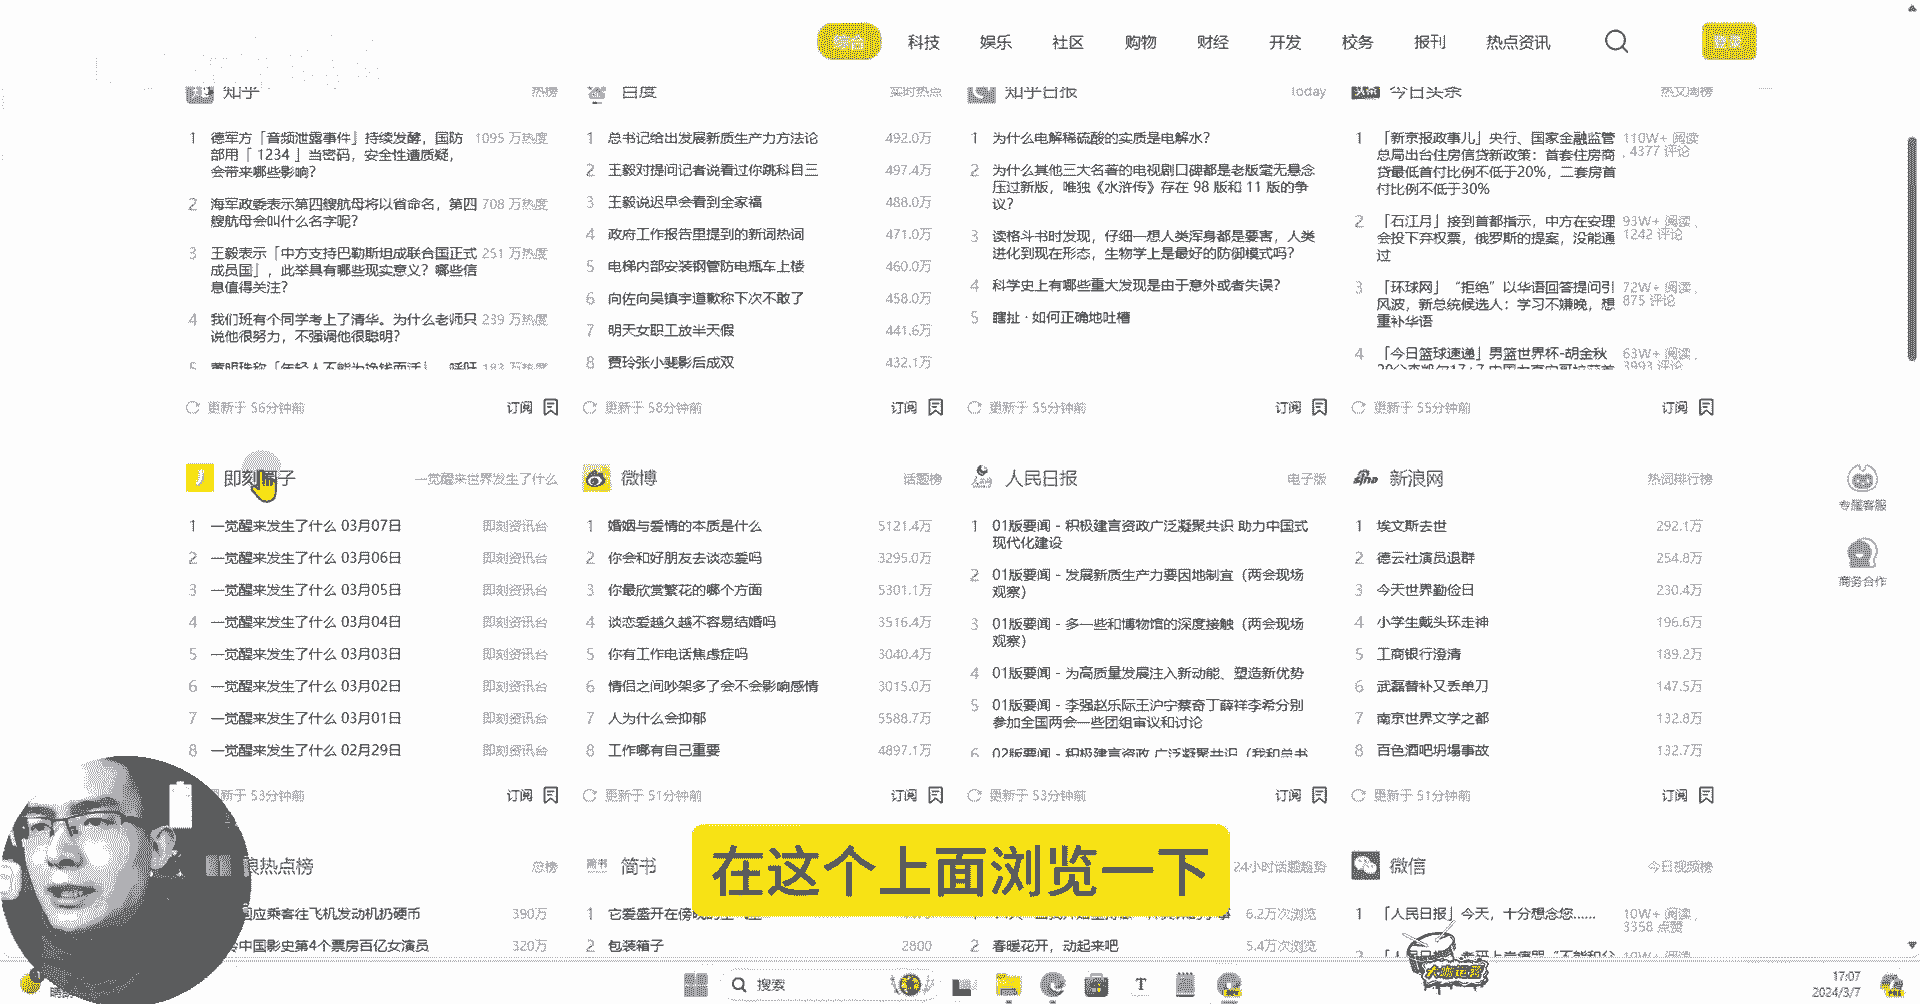 综合 科技 娱乐 社区 购物 财经 开发 校务 报刊 热点资讯
知乎 热榜
1 德军方「音频泄露事件」持续发酵，国防 1095 万热度
部用「 1234 」当密码，安全性遭质疑，
会带来哪些影响？
2 海军政委表示第四艘航母将以省命名，第四 708 万热度
艘航母会叫什么名字呢？
3 王毅表示「中方支持巴勒斯坦成联合国正式 251 万热度
成员国」，此举具有哪些现实意义？哪些信
息值得关注？
4 我们班有个同学考上了清华。为什么老师只 239 万热度
说他很努力，不强调他很聪明？
更新于 56分钟前 订阅
百度 实时热点
1 总书记给出发展新质生产力方法论 492.0万
2 王毅对提问记者说看过你跳科目三 497.4万
3 王毅说迟早会看到全家福 488.0万
4 政府工作报告里提到的新词热词 471.0万
5 电梯内部安装钢管防电瓶车上楼 460.0万
6 向佐向吴镇宇道歉称下次不敢了 458.0万
7 明天女职工放半天假 441.6万
8 贾玲张小斐影后成双 432.1万
更新于 58分钟前 订阅
知乎日报 Today
1 为什么电解稀硫酸的实质是电解水？
2 为什么其他三大名著的电视剧口碑都是老版毫无悬念
压过新版，唯独《水浒传》存在 98 版和 11 版的争
议？
3 读格斗书时发现，仔细一想人类浑身都是要害，人类
进化到现在形态，生物学上是最好的防御模式吗？
4 科学史上有哪些重大发现是由于意外或者失误？
5 瞎扯 · 如何正确地吐槽
更新于 55分钟前 订阅
今日头条 热文周榜
1 「新京报政事儿」央行、国家金融监管 110W+ 阅读
总局出台住房信贷新政策：首套住房商 , 4377 评论
贷最低首付比例不低于20%，二套房首
付比例不低于30%
2 「石江月」接到首都指示，中方在安理 93W+ 阅读 ,
会投下弃权票，俄罗斯的提案，没能通 1242 评论
过
3 「环球网」“拒绝”以华语回答提问引 72W+ 阅读 ,
风波，新总统候选人：学习不嫌晚，想 875 评论
重补华语
4 「今日篮球速递」男篮世界杯-胡金秋 63W+ 阅读 ,
更新于 55分钟前 订阅
即刻圈子 一觉醒来世界发生了什么
1 一觉醒来发生了什么 03月07日 即刻资讯台
2 一觉醒来发生了什么 03月06日 即刻资讯台
3 一觉醒来发生了什么 03月05日 即刻资讯台
4 一觉醒来发生了什么 03月04日 即刻资讯台
5 一觉醒来发生了什么 03月03日 即刻资讯台
6 一觉醒来发生了什么 03月02日 即刻资讯台
7 一觉醒来发生了什么 03月01日 即刻资讯台
8 一觉醒来发生了什么 02月29日 即刻资讯台
更新于 53分钟前 订阅
微博 话题榜
1 婚姻与爱情的本质是什么 5121.4万
2 你会和好朋友去谈恋爱吗 3295.0万
3 你最欣赏繁花的哪个方面 5301.1万
4 谈恋爱越久越不容易结婚吗 3516.4万
5 你有工作电话焦虑症吗 3040.4万
6 情侣之间吵架多了会不会影响感情 3015.0万
7 人为什么会抑郁 5588.7万
8 工作哪有自己重要 4897.1万
更新于 51分钟前 订阅
人民日报 电子版
1 01版要闻 - 积极建言资政广泛凝聚共识 助力中国式
现代化建设
2 01版要闻 - 发展新质生产力要因地制宜（两会现场
观察）
3 01版要闻 - 多一些和博物馆的深度接触（两会现场
观察）
4 01版要闻 - 为高质量发展注入新动能、塑造新优势
5 01版要闻 - 李强赵乐际王沪宁蔡奇丁薛祥李希分别
参加全国两会一些团组审议和讨论
6 02版要闻 - 积极建言资政 广泛凝聚共识（我和总书
更新于 53分钟前 订阅
新浪网 热词排行榜
1 埃文斯去世 292.1万
2 德云社演员退群 254.8万
3 今天世界勤俭日 230.4万
4 小学生戴头环走神 196.6万
5 工商银行澄清 189.2万
6 武磊替补又丢单刀 147.5万
7 南京世界文学之都 132.8万
8 百色酒吧坍塌事故 132.7万
更新于 51分钟前 订阅
专属客服
商务合作
浪热点榜 总榜
回应乘客往飞机发动机扔硬币 390万
中国影史第4个票房百亿女演员 320万
简书
1 它爱盛开在傍
2 包装箱子 2800
24小时话题趋势
6.2万次浏览
2 春暖花开，动起来吧 5.4万次浏览
微信 今日视频榜
1 「人民日报」今天，十分想念您...... 10W+ 阅读 ,
3358 点赞
在这个上面浏览一下
搜索
17:07
2024/3/7